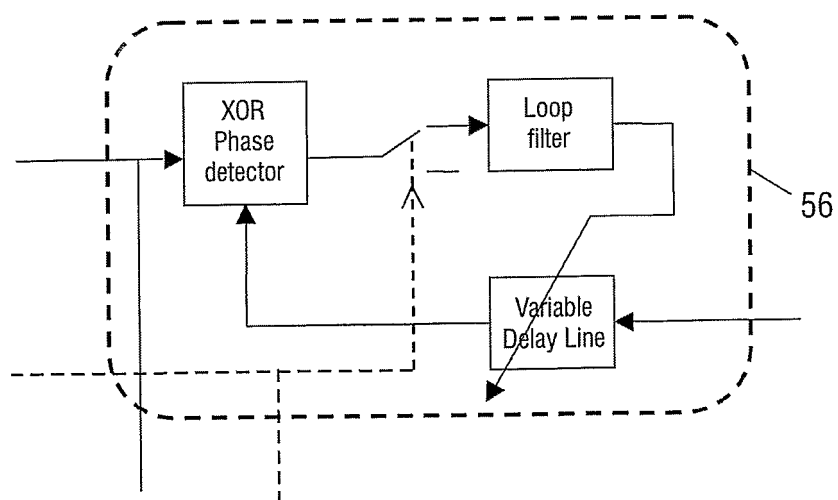 XOR
Phase
detector
Loop
filter
56
Variable
Delay Line